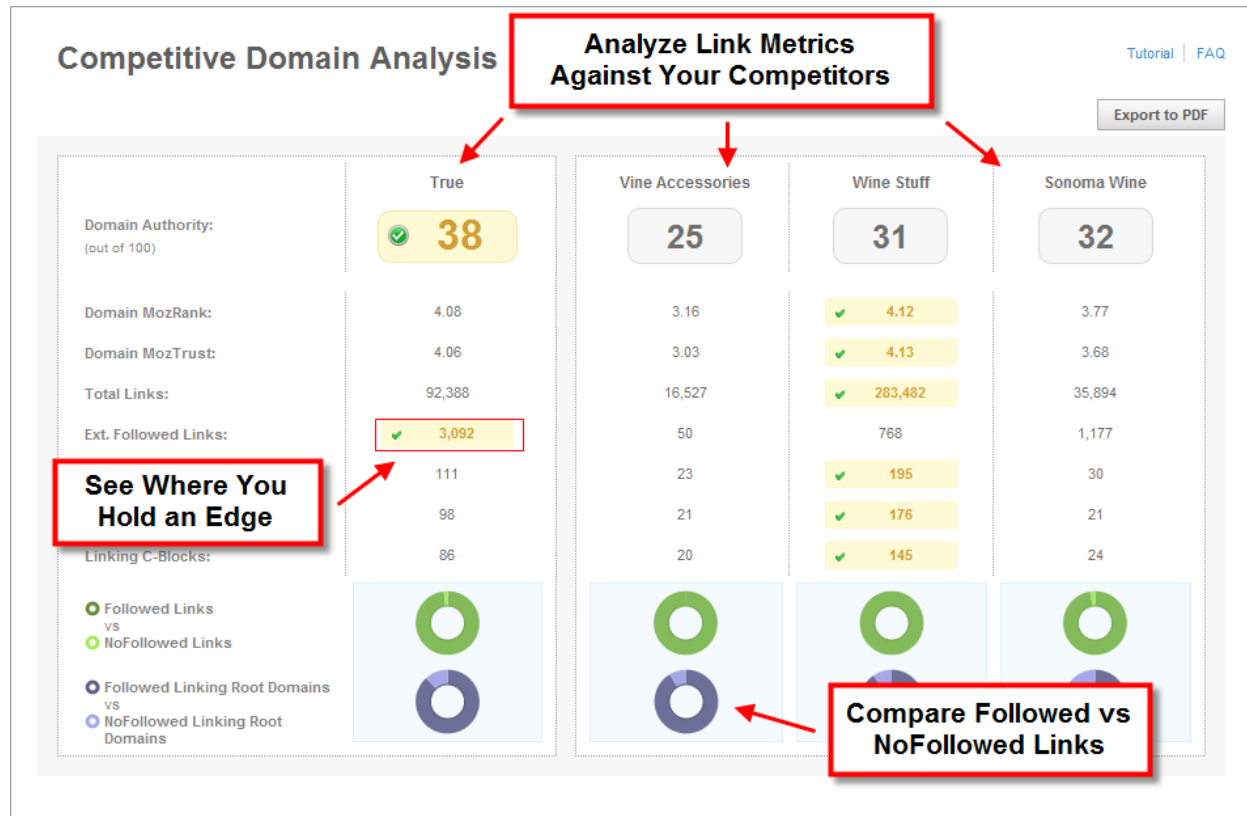 Competitive Domain Analysis
Analyze Link Metrics
Against Your Competitors
Tutorial
FAQ
Export to PDF
True
Vine Accessories
Wine Stuff
Sonoma Wine
Domain Authority:
(out of 100)
38
25
31
32
Domain MozRank:
4.08
3.16
4.12
3.77
Domain MozTrust:
4.06
3.03
4.13
3.68
Total Links:
92,388
16,527
283,482
35,894
Ext. Followed Links:
3,092
50
768
1,177
See Where You
Hold an Edge
111
23
195
30
98
21
176
21
Linking C-Blocks:
86
20
145
24
Followed Links
vs
NoFollowed Links
Followed Linking Root Domains
vs
NoFollowed Linking Root
Domains
Compare Followed vs
NoFollowed Links